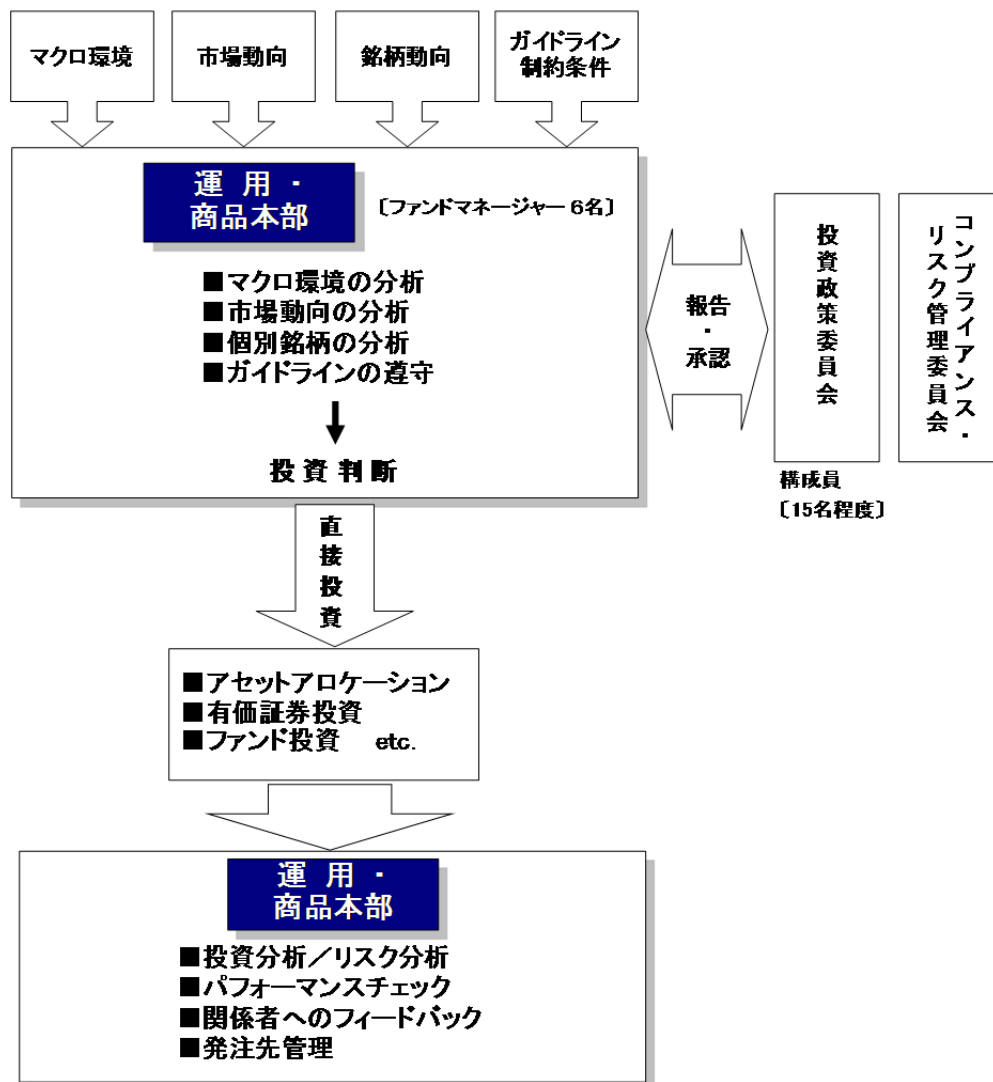 マクロ環境
市場動向
銘柄動向
ガイドライン
制約条件
運 用 ・
商品本部
〔ファンドマネージャー 6名〕
■マクロ環境の分析
■市場動向の分析
■個別銘柄の分析
■ガイドラインの遵守
投 資 判 断
報告
・
承認
投資政策委員会
コンプライアンス・
リスク管理委員会
構成員
〔15名程度〕
直接投資
■アセットアロケーション
■有価証券投資
■ファンド投資 etc.
運 用 ・
商品本部
■投資分析／リスク分析
■パフォーマンスチェック
■関係者へのフィードバック
■発注先管理